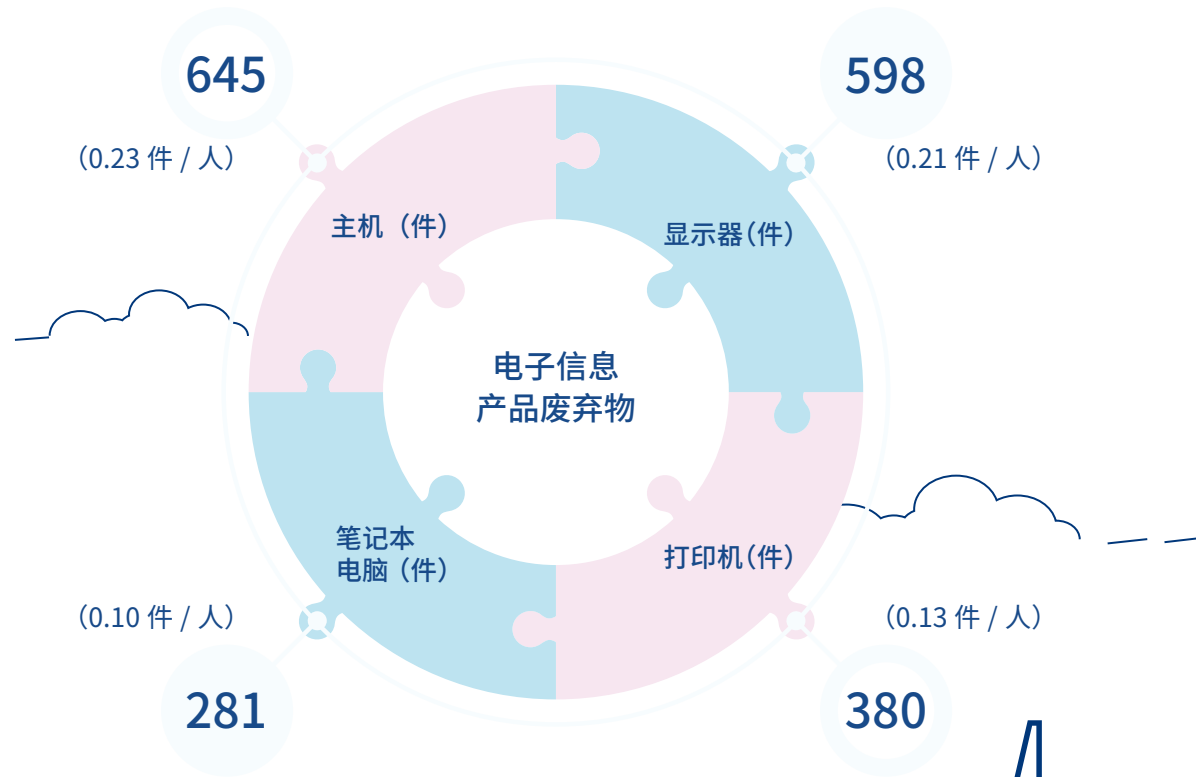 645
598
（0.23 件 / 人）
（0.21 件 / 人）
主机（件）
显示器（件）
电子信息
产品废弃物
笔记本
电脑（件）
打印机（件）
（0.10 件 / 人）
（0.13 件 / 人）
281
380